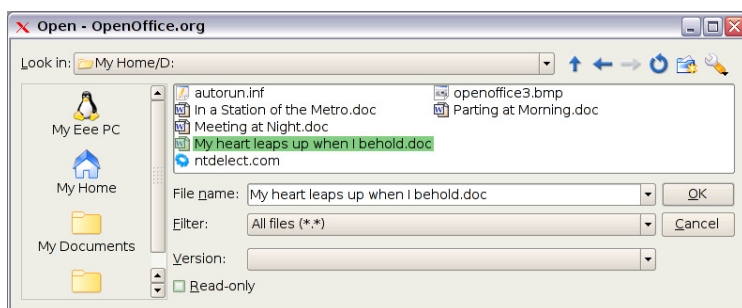 Open - OpenOffice.org
Look in: My Home/D:
My Eee PC
My Home
My Documents
autorun.inf
In a Station of the Metro.doc
Meeting at Night.doc
My heart leaps up when I behold.doc
ntdelect.com
openoffice3.bmp
Parting at Morning.doc
File name: My heart leaps up when I behold.doc OK
Filter: All files (*.*) Cancel
Version:
Read-only